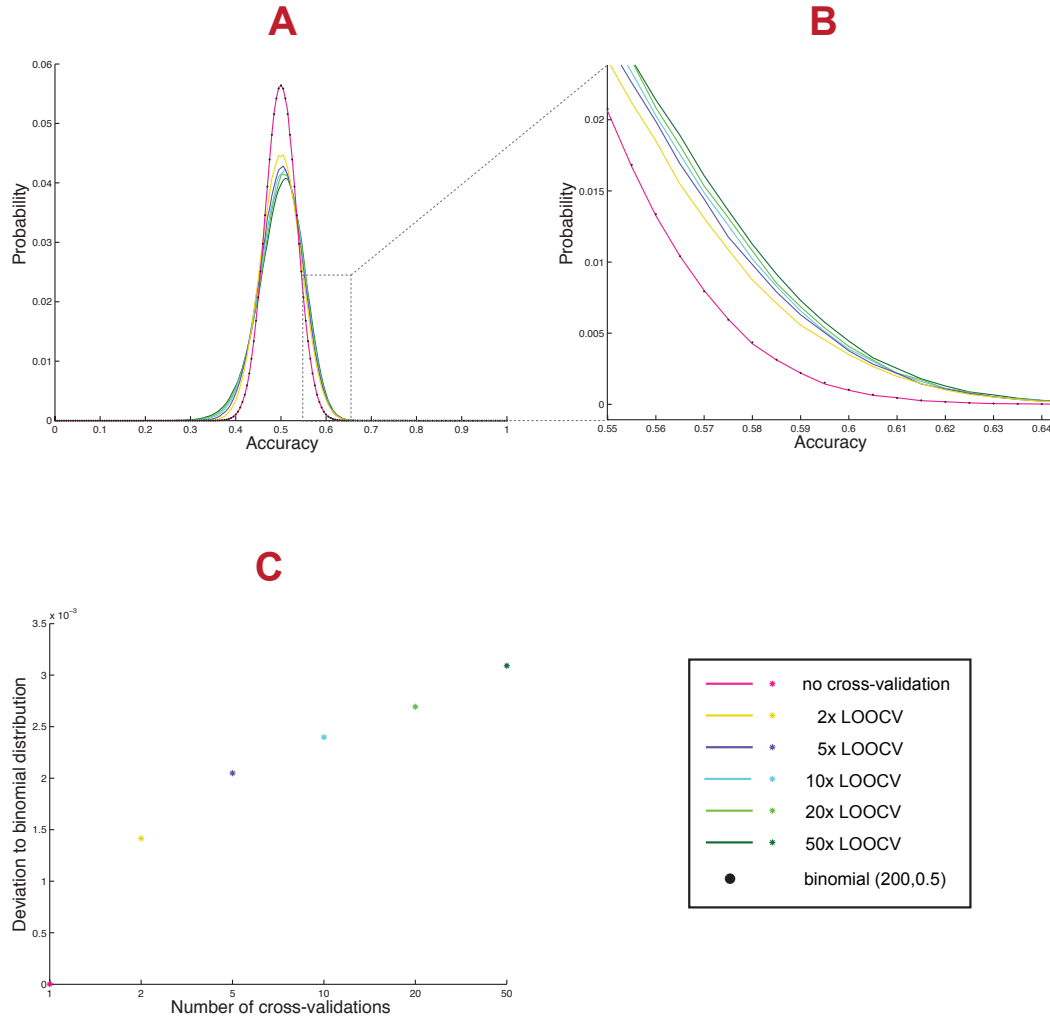 A
0.06
0.05
0.04
0.03
0.02
0.01
0
Probability
0 0.1 0.2 0.3 0.4 0.5 0.6 0.7 0.8 0.9 1
Accuracy
B
0.02
0.015
0.01
0.005
0
Probability
0.55 0.56 0.57 0.58 0.59 0.6 0.61 0.62 0.63 0.64
Accuracy
C
x 10⁻³
3.5
3
2.5
2
1.5
1
0.5
0
Deviation to binomial distribution
1 2 5 10 20 50
Number of cross-validations
no cross-validation
2x LOOCV
5x LOOCV
10x LOOCV
20x LOOCV
50x LOOCV
binomial (200,0.5)